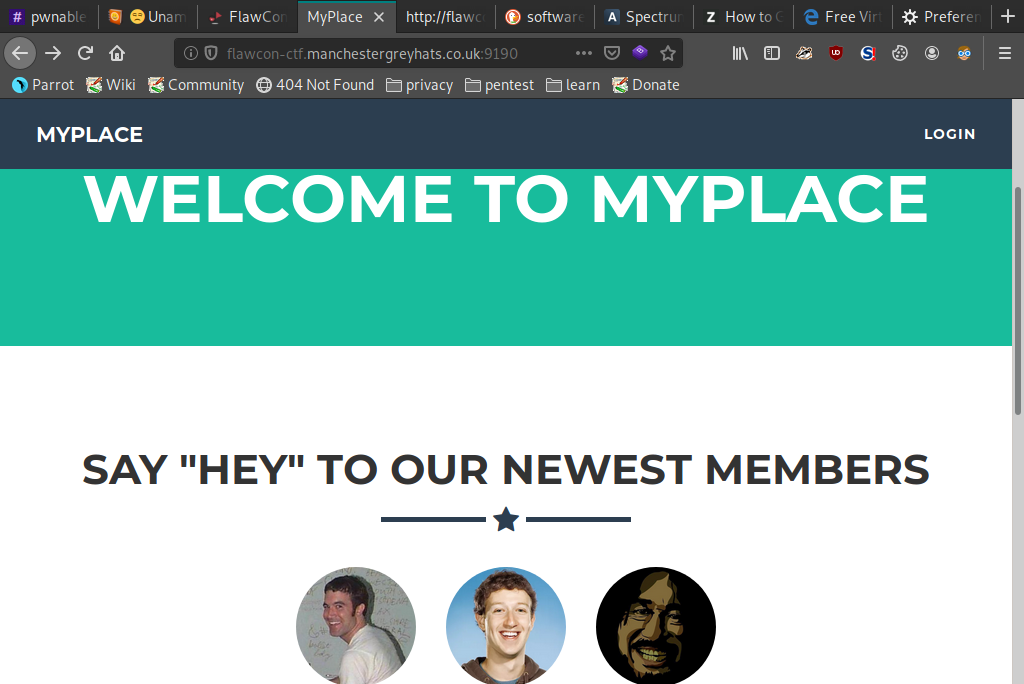 # pwnable Unam FlawCon MyPlace http://flawc software Spectrum How to G Free Virt Preferen
flawcon-ctf.manchestergreyhats.co.uk:9190
Parrot Wiki Community 404 Not Found privacy pentest learn Donate
MYPLACE LOGIN
WELCOME TO MYPLACE
SAY "HEY" TO OUR NEWEST MEMBERS